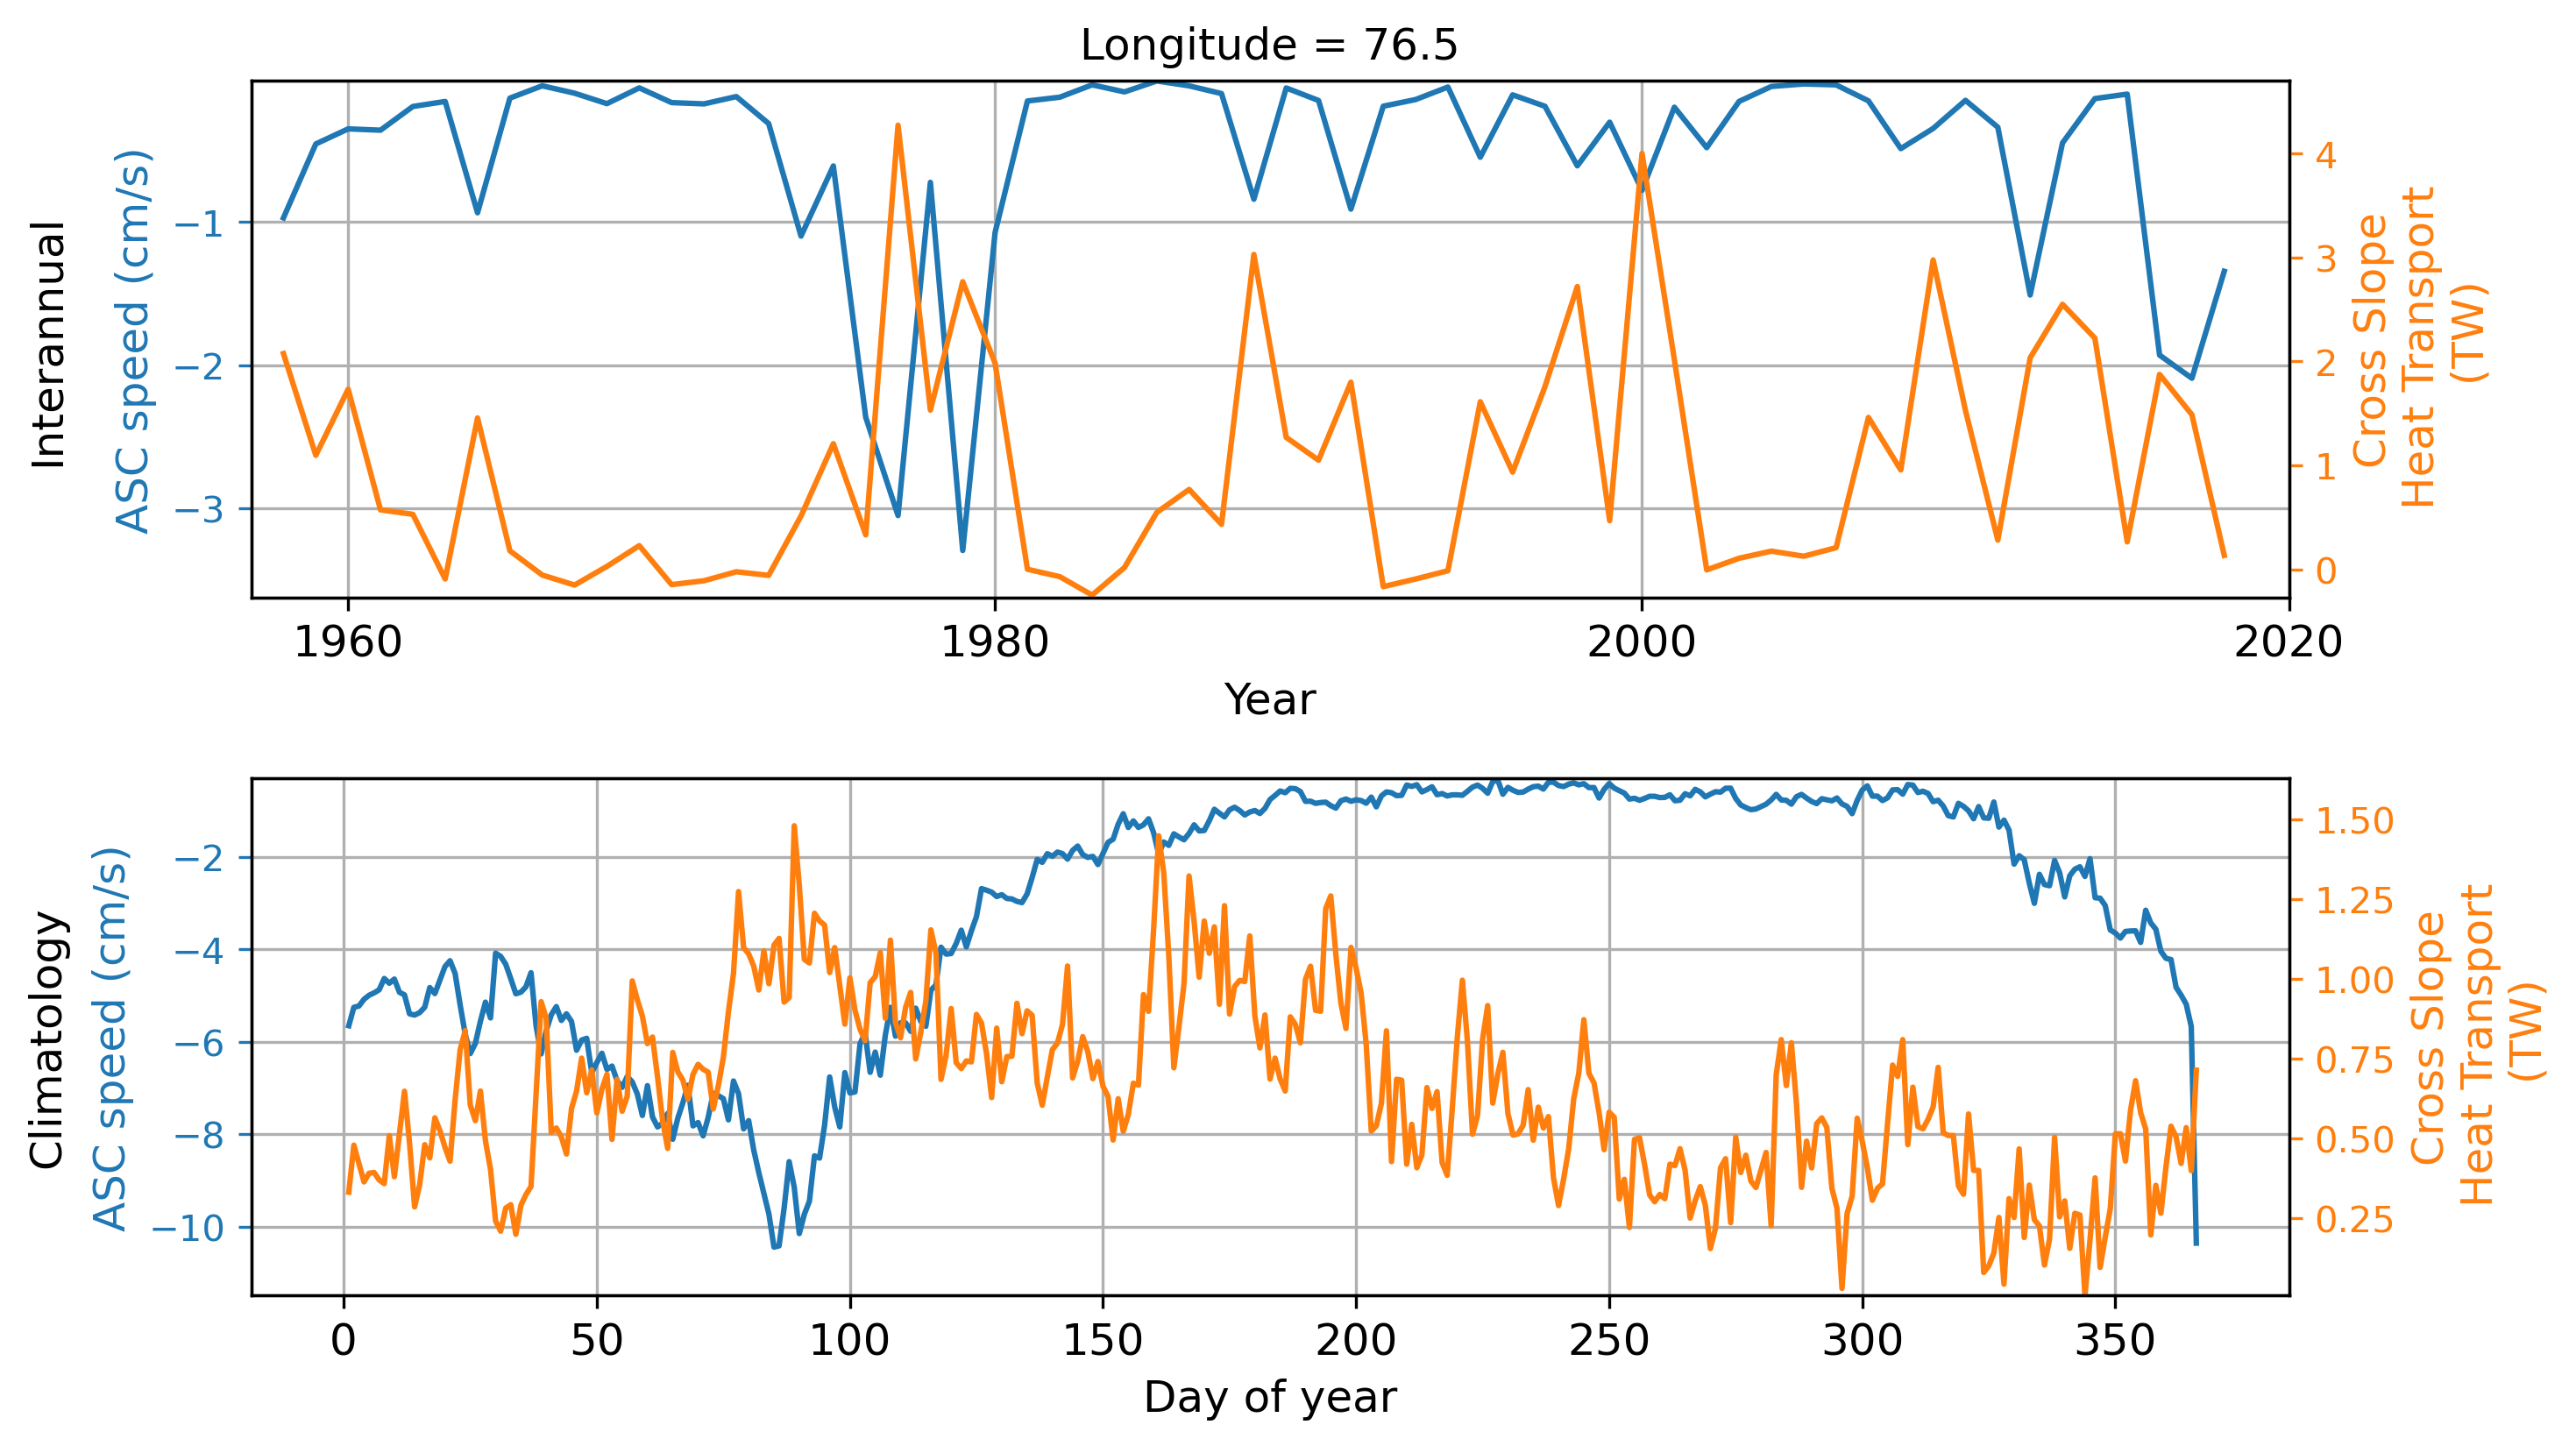 Longitude = 76.5
Interannual
ASC speed (cm/s)
−1
−2
−3
4
3
2
1
0
Cross Slope
Heat Transport
(TW)
1960
1980
2000
2020
Year
Climatology
ASC speed (cm/s)
−2
−4
−6
−8
−10
1.50
1.25
1.00
0.75
0.50
0.25
Cross Slope
Heat Transport
(TW)
0
50
100
150
200
250
300
350
Day of year